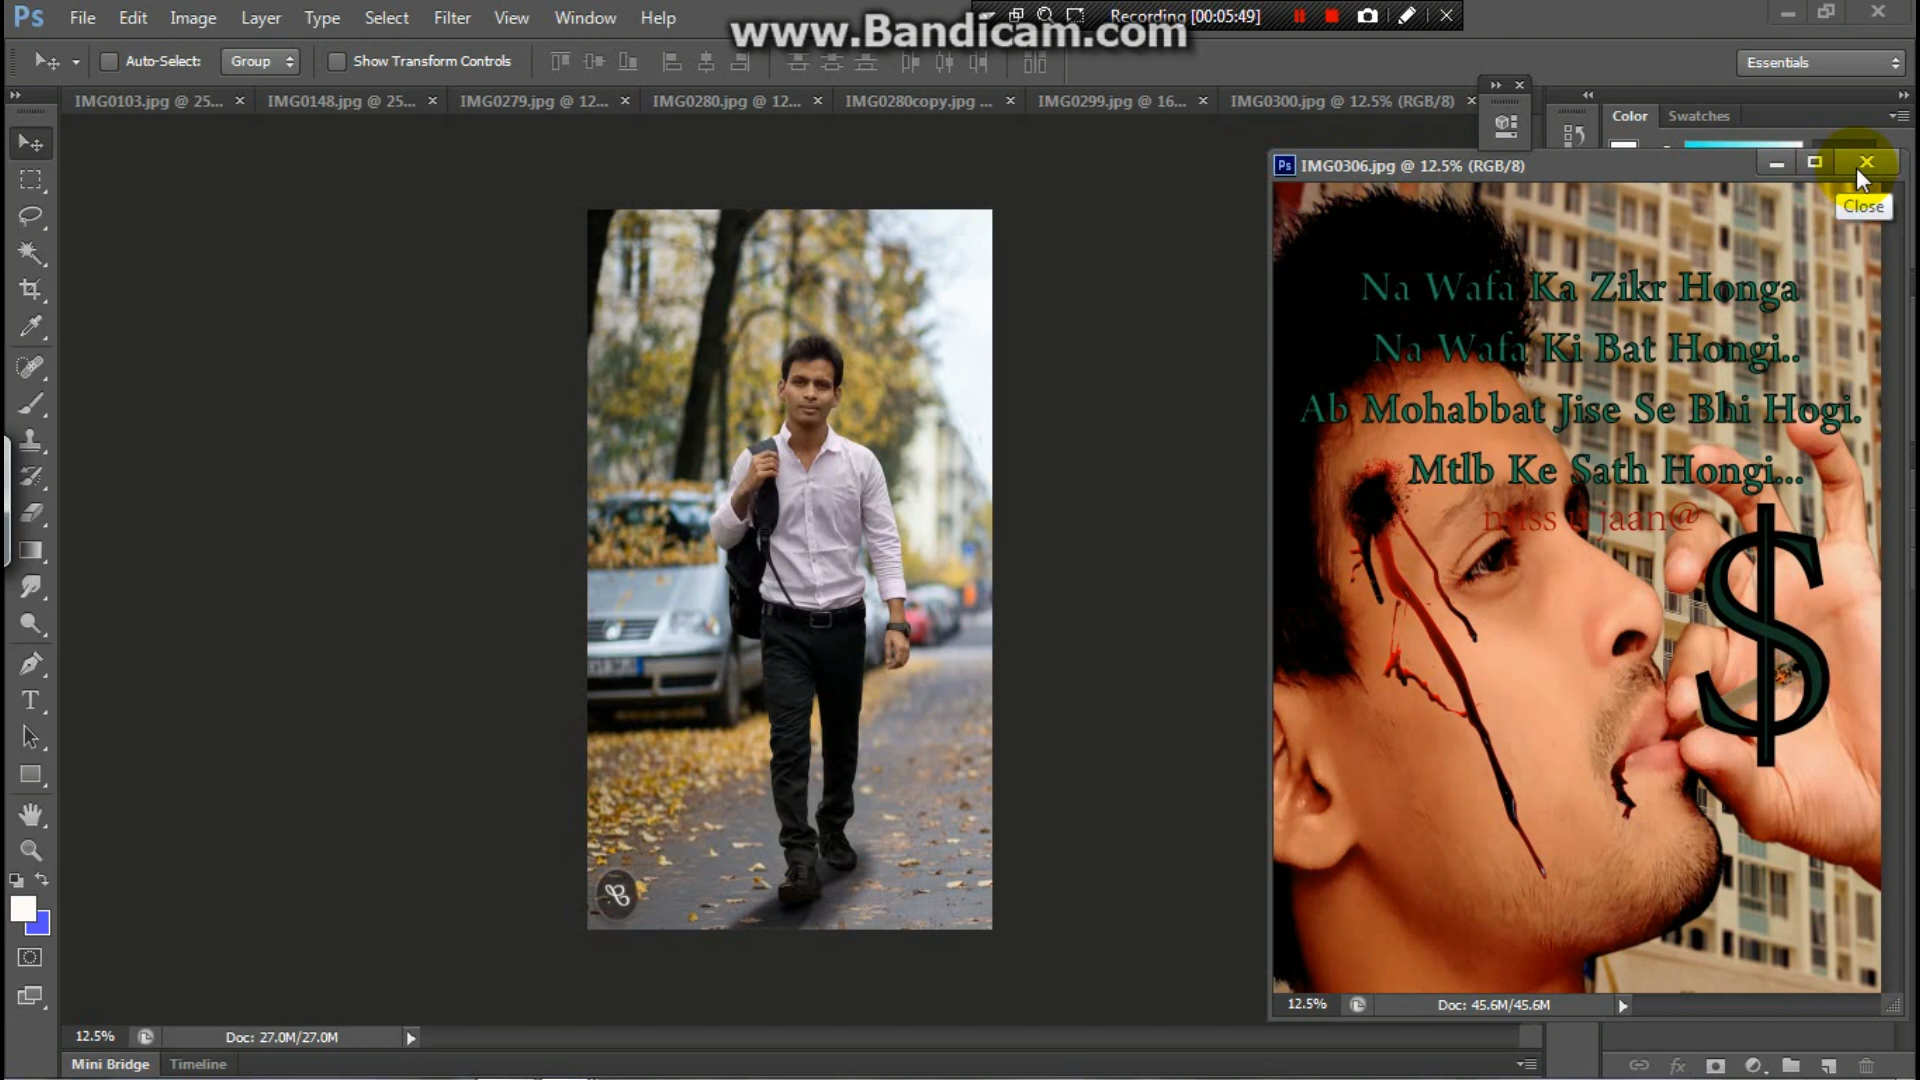 Ps File Edit Image Layer Type Select Filter View Window Help
www.Bandicam.com
Recording [00:05:49]
Auto-Select: Group Show Transform Controls Essentials
IMG0103.jpg @ 25... IMG0148.jpg @ 25... IMG0279.jpg @ 12... IMG0280.jpg @ 12... IMG0280copy.jpg ... IMG0299.jpg @ 16... IMG0300.jpg @ 12.5% (RGB/8)
Color Swatches
Ps IMG0306.jpg @ 12.5% (RGB/8)
Close
Na Wafa Ka Zikr Honga
Na Wafa Ki Bat Hongi..
Ab Mohabbat Jise Se Bhi Hogi.
Mtlb Ke Sath Hongi...
miss u jaan@
$
12.5% Doc: 45.6M/45.6M
12.5% Doc: 27.0M/27.0M
Mini Bridge Timeline